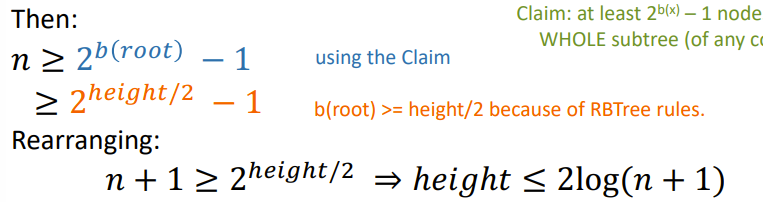 Then:
Claim: at least 2^{b(x)} – 1 node
WHOLE subtree (of any
n ≥ 2^{b(root)} − 1 using the Claim
≥ 2^{height/2} − 1 b(root) >= height/2 because of RBTree rules.
Rearranging:
n + 1 ≥ 2^{height/2} ⇒ height ≤ 2log(n + 1)